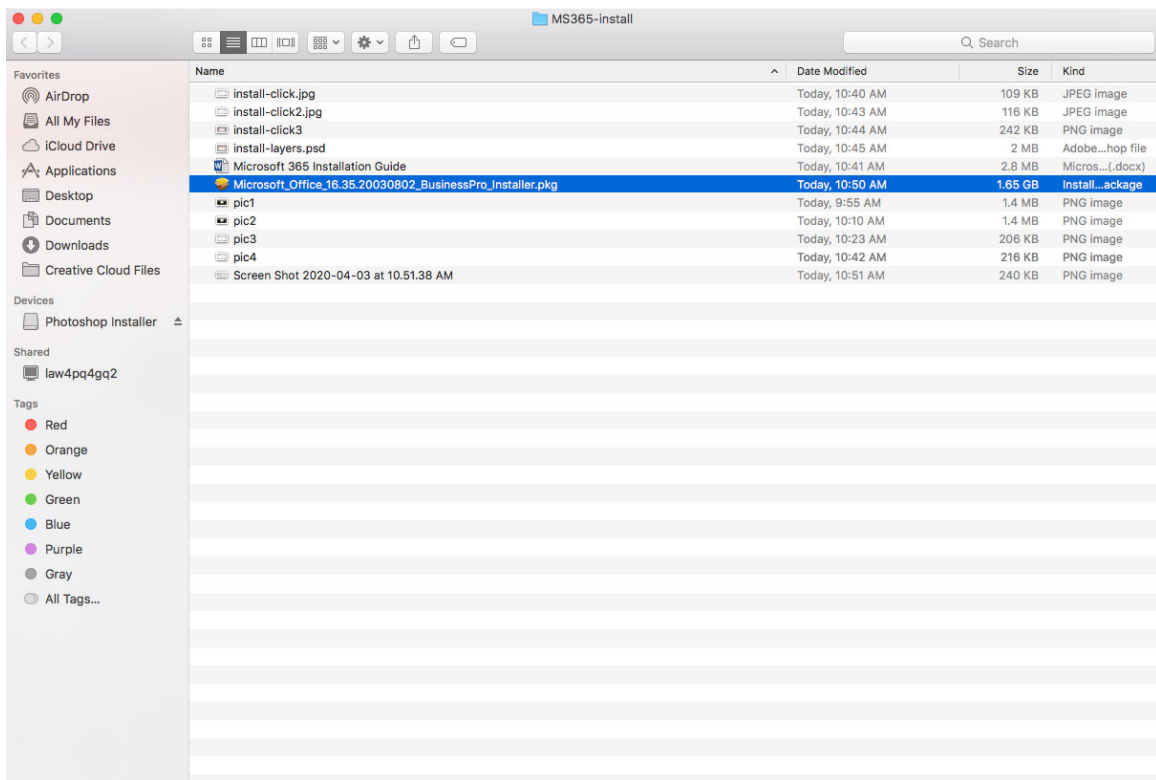 MS365-install
Search
Favorites
AirDrop
All My Files
iCloud Drive
Applications
Desktop
Documents
Downloads
Creative Cloud Files
Devices
Photoshop Installer
Shared
law4pq4gq2
Tags
Red
Orange
Yellow
Green
Blue
Purple
Gray
All Tags...
Name Date Modified Size Kind
install-click.jpg Today, 10:40 AM 109 KB JPEG image
install-click2.jpg Today, 10:43 AM 116 KB JPEG image
install-click3 Today, 10:44 AM 242 KB PNG image
install-layers.psd Today, 10:45 AM 2 MB Adobe...hop file
Microsoft 365 Installation Guide Today, 10:41 AM 2.8 MB Micros...(.docx)
Microsoft_Office_16.35.20030802_BusinessPro_Installer.pkg Today, 10:50 AM 1.65 GB Install...ackage
pic1 Today, 9:55 AM 1.4 MB PNG image
pic2 Today, 10:10 AM 1.4 MB PNG image
pic3 Today, 10:23 AM 206 KB PNG image
pic4 Today, 10:42 AM 216 KB PNG image
Screen Shot 2020-04-03 at 10.51.38 AM Today, 10:51 AM 240 KB PNG image